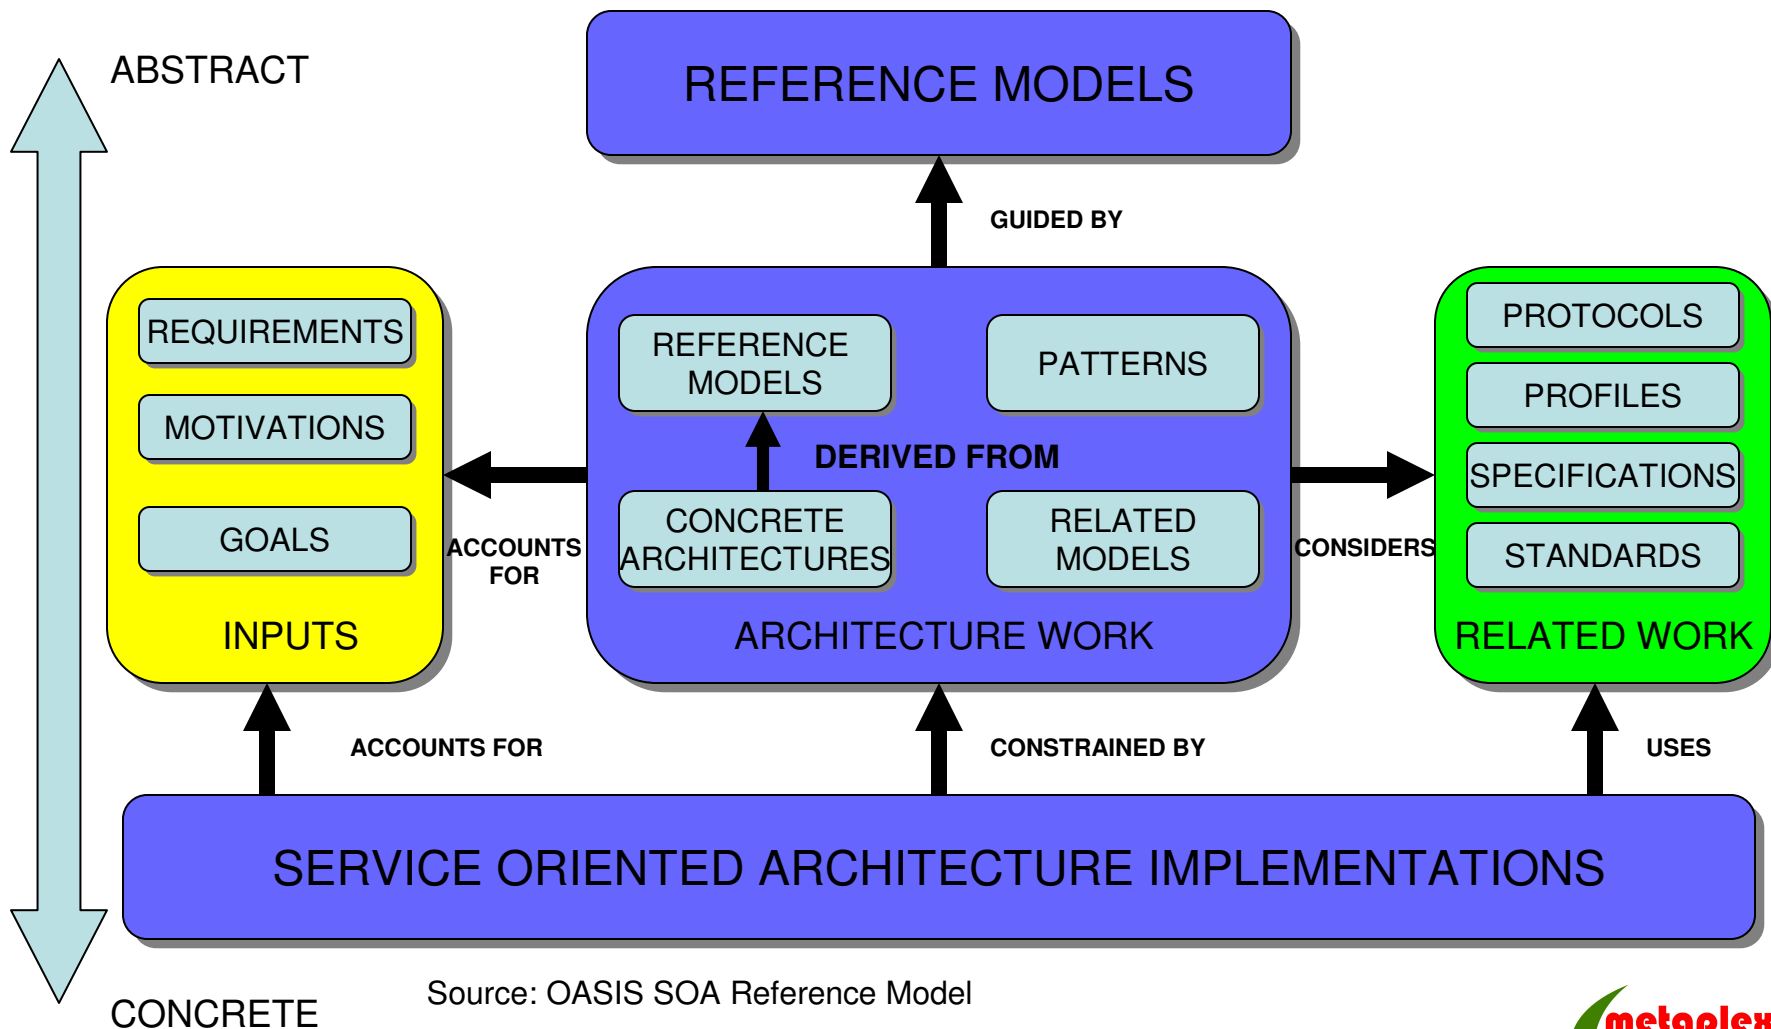 ABSTRACT
REFERENCE MODELS
GUIDED BY
REQUIREMENTS
MOTIVATIONS
GOALS
INPUTS
ACCOUNTS
FOR
REFERENCE
MODELS
PATTERNS
DERIVED FROM
CONCRETE
ARCHITECTURES
RELATED
MODELS
ARCHITECTURE WORK
CONSIDERS
PROTOCOLS
PROFILES
SPECIFICATIONS
STANDARDS
RELATED WORK
ACCOUNTS FOR
CONSTRAINED BY
USES
SERVICE ORIENTED ARCHITECTURE IMPLEMENTATIONS
CONCRETE
Source: OASIS SOA Reference Model
metaplex